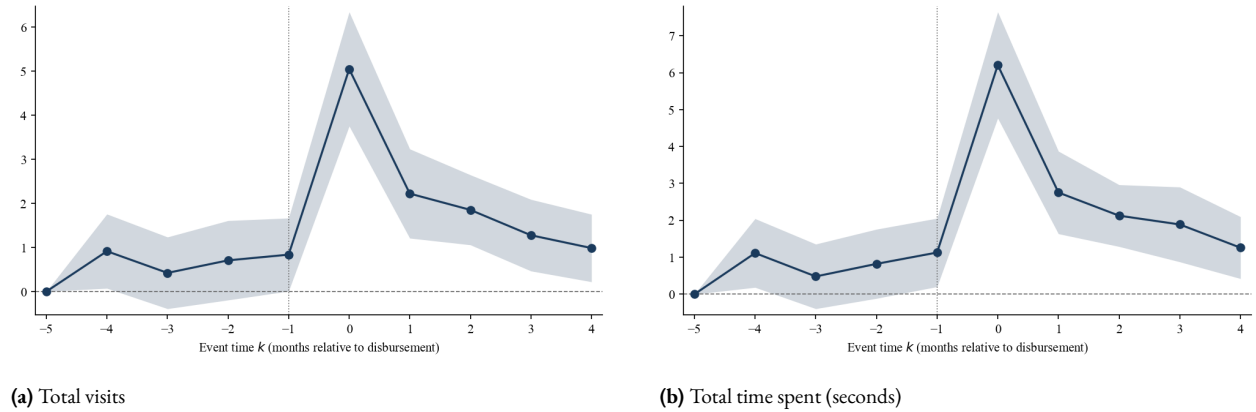 6
5
4
3
2
1
0
−5 −4 −3 −2 −1 0 1 2 3 4
Event time k (months relative to disbursement)
(a) Total visits
7
6
5
4
3
2
1
0
−5 −4 −3 −2 −1 0 1 2 3 4
Event time k (months relative to disbursement)
(b) Total time spent (seconds)